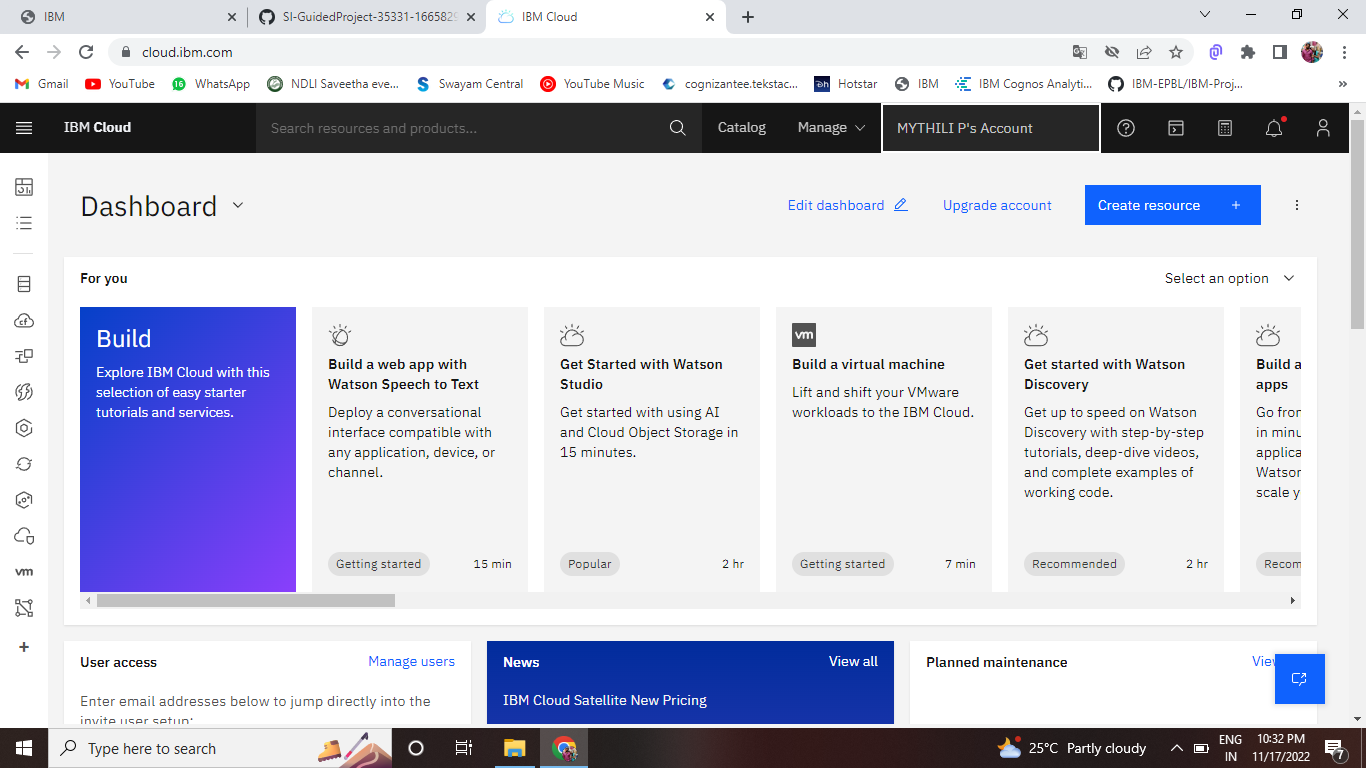 IBM
SI-GuidedProject-35331-1665829
IBM Cloud
cloud.ibm.com
Gmail
YouTube
16
WhatsApp
NDLI Saveetha eve...
Swayam Central
YouTube Music
cognizantee.tekstac...
Hotstar
IBM
IBM Cognos Analyti...
IBM-EPBL/IBM-Proj...
IBM Cloud
Search resources and products...
Catalog
Manage
MYTHILI P's Account
Dashboard
Edit dashboard
Upgrade account
Create resource +
For you
Select an option
Build
Explore IBM Cloud with this
selection of easy starter
tutorials and services.
Build a web app with
Watson Speech to Text
Deploy a conversational
interface compatible with
any application, device, or
channel.
Getting started
15 min
Get Started with Watson
Studio
Get started with using AI
and Cloud Object Storage in
15 minutes.
Popular
2 hr
vm
Build a virtual machine
Lift and shift your VMware
workloads to the IBM Cloud.
Getting started
7 min
Get started with Watson
Discovery
Get up to speed on Watson
Discovery with step-by-step
tutorials, deep-dive videos,
and complete examples of
working code.
Recommended
2 hr
Build a
apps
Go from
in minu
applica
Watson
scale y
Recom
vm
User access
Manage users
Enter email addresses below to jump directly into the
invite user setup:
News
View all
IBM Cloud Satellite New Pricing
Planned maintenance
View
Type here to search
25°C Partly cloudy
ENG
IN
10:32 PM
11/17/2022
7